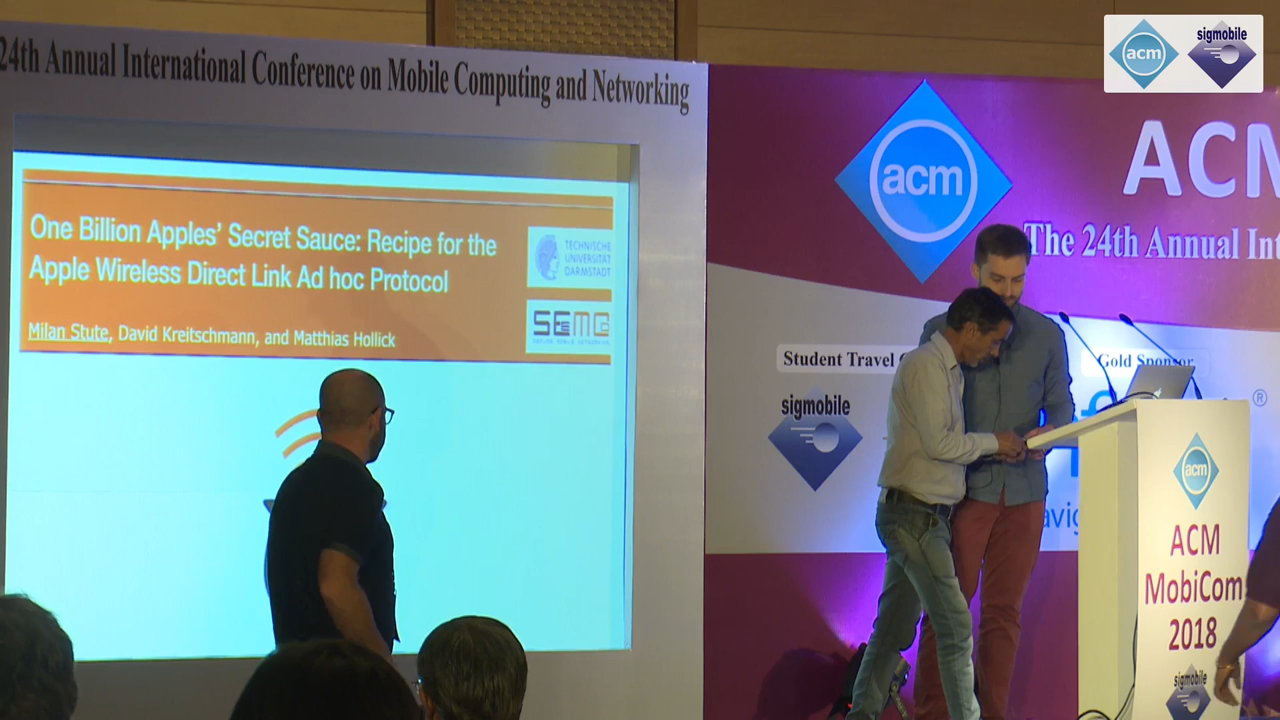 24th Annual International Conference on Mobile Computing and Networking
One Billion Apples' Secret Sauce: Recipe for the
Apple Wireless Direct Link Ad hoc Protocol
Milan Stute, David Kreitschmann, and Matthias Hollick
TECHNISCHE
UNIVERSITÄT
DARMSTADT
SEMO
acm
sigmobile
acm
ACM
The 24th Annual
Student Travel
Gold Sponsor
sigmobile
®
acm
ACM
MobiCom
2018
sigmobile